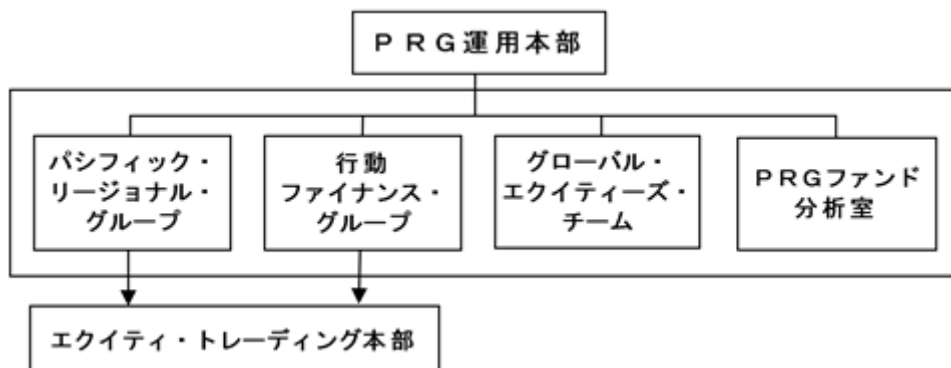 PRG運用本部
パシフィック・
リージョナル・
グループ
行動
ファイナンス・
グループ
グローバル・
エクイティーズ・
チーム
PRGファンド
分析室
エクイティ・トレーディング本部